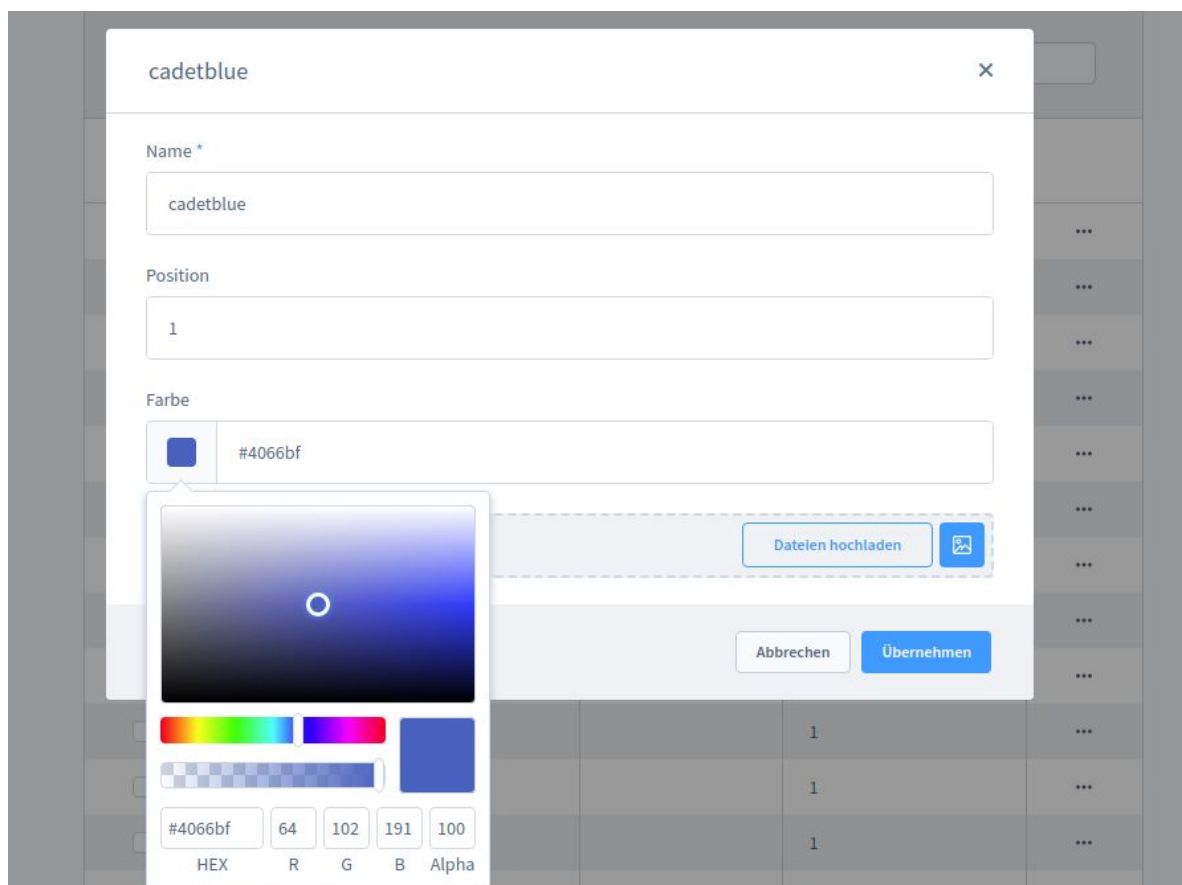 cadetblue
Name *
cadetblue
Position
1
Farbe
#4066bf
Dateien hochladen
Abbrechen
Übernehmen
1
1
#4066bf 64 102 191 100
1
HEX R G B Alpha